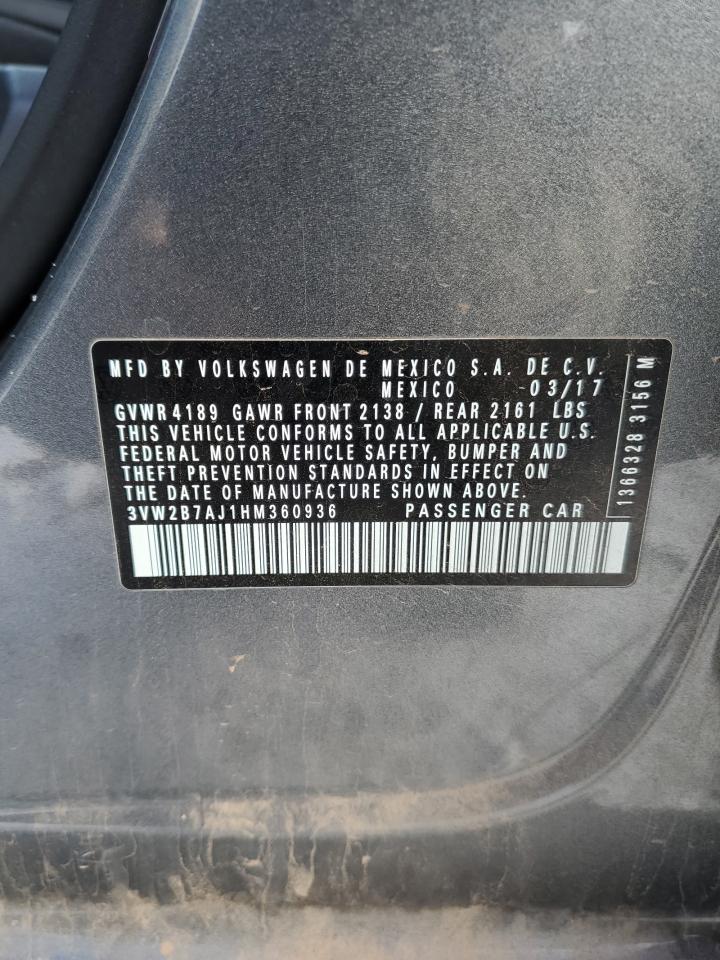 MFD BY VOLKSWAGEN DE MEXICO S.A. DE C.V.
MEXICO 03/17
GVWR 4189 GAWR FRONT 2138 / REAR 2161 LBS
THIS VEHICLE CONFORMS TO ALL APPLICABLE U.S.
FEDERAL MOTOR VEHICLE SAFETY, BUMPER AND
THEFT PREVENTION STANDARDS IN EFFECT ON
THE DATE OF MANUFACTURE SHOWN ABOVE.
3VW2B7AJ1HM360936 PASSENGER CAR
1366328 3156 M